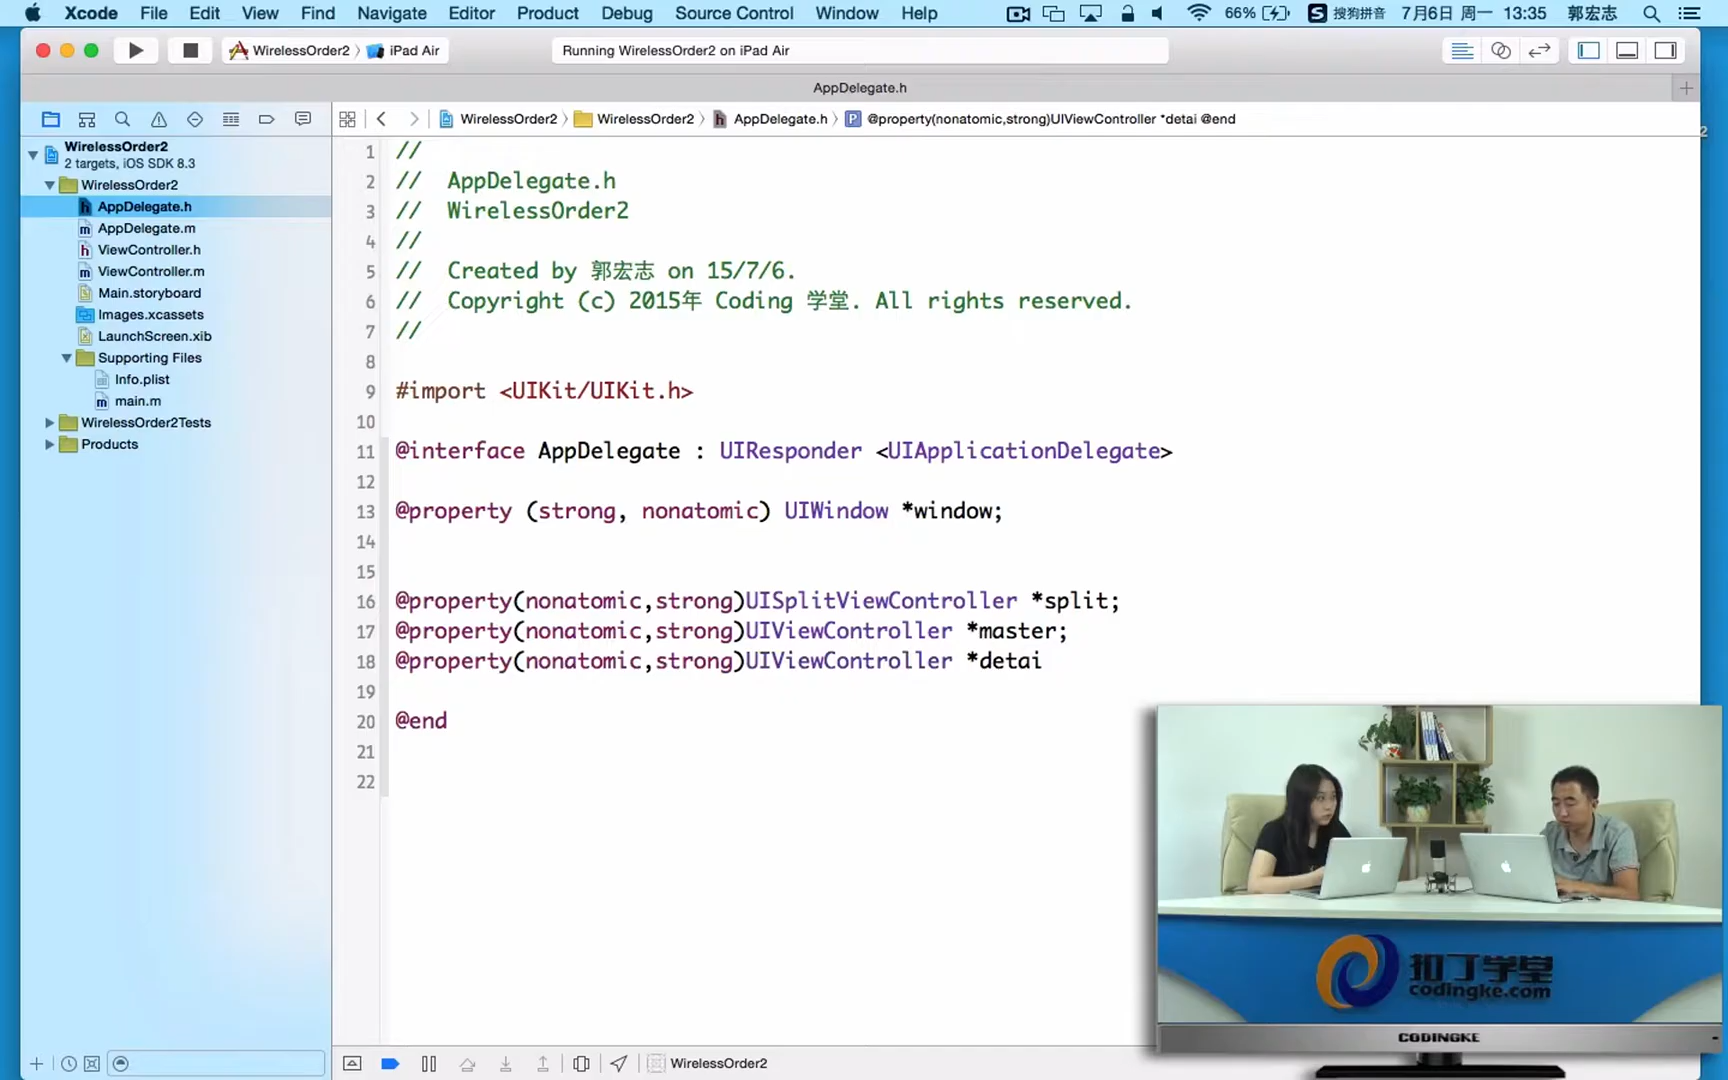 Xcode File Edit View Find Navigate Editor Product Debug Source Control Window Help 66% 搜狗拼音 7月6日 周一 13:35 郭宏志
WirelessOrder2 iPad Air Running WirelessOrder2 on iPad Air
AppDelegate.h
WirelessOrder2 WirelessOrder2 AppDelegate.h @property(nonatomic,strong)UIViewController *detai @end
WirelessOrder2
2 targets, iOS SDK 8.3
WirelessOrder2
AppDelegate.h
AppDelegate.m
ViewController.h
ViewController.m
Main.storyboard
Images.xcassets
LaunchScreen.xib
Supporting Files
Info.plist
main.m
WirelessOrder2Tests
Products
1 //
2 // AppDelegate.h
3 // WirelessOrder2
4 //
5 // Created by 郭宏志 on 15/7/6.
6 // Copyright (c) 2015年 Coding 学堂. All rights reserved.
7 //
8
9 #import <UIKit/UIKit.h>
10
11 @interface AppDelegate : UIResponder <UIApplicationDelegate>
12
13 @property (strong, nonatomic) UIWindow *window;
14
15
16 @property(nonatomic,strong)UISplitViewController *split;
17 @property(nonatomic,strong)UIViewController *master;
18 @property(nonatomic,strong)UIViewController *detai
19
20 @end
21
22
扣丁学堂
codingke.com
CODINGKE
WirelessOrder2